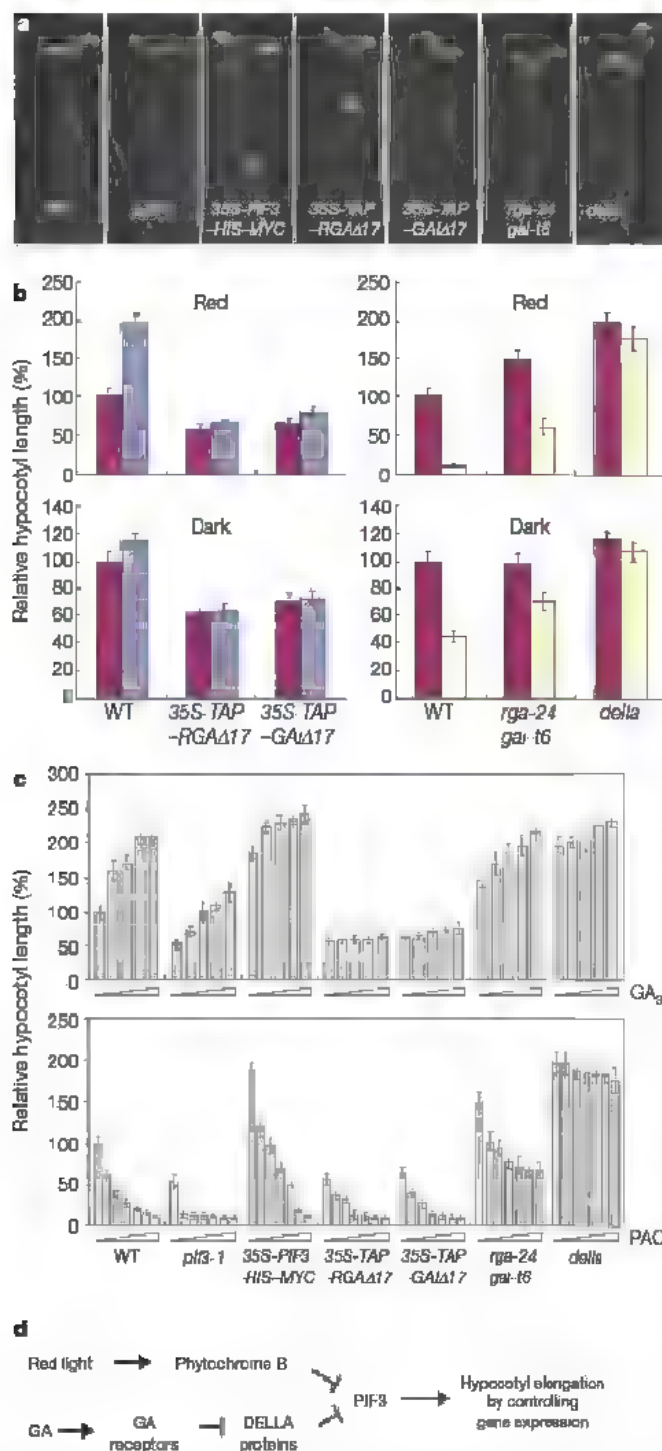 a
35S-PIF3
-HIS-MYC
35S-TAP
-RGAΔ17
35S-TAP
-GAIΔ17
rga-24
gai-t6
della
b
Relative hypocotyl length (%)
250
200
150
100
50
0
Red
250
200
150
100
50
0
Red
140
120
100
80
60
40
20
0
Dark
140
120
100
80
60
40
20
0
Dark
WT
35S-TAP
-RGAΔ17
35S-TAP
-GAIΔ17
WT
rga-24
gai-t6
della
c
Relative hypocotyl length (%)
300
250
200
150
100
50
0
GA3
250
200
150
100
50
0
PAC
WT
pif3-1
35S-PIF3
-HIS-MYC
35S-TAP
-RGAΔ17
35S-TAP
-GAIΔ17
rga-24
gai-t6
della
d
Red light
Phytochrome B
PIF3
Hypocotyl elongation
by controlling
gene expression
GA
GA
receptors
DELLA
proteins